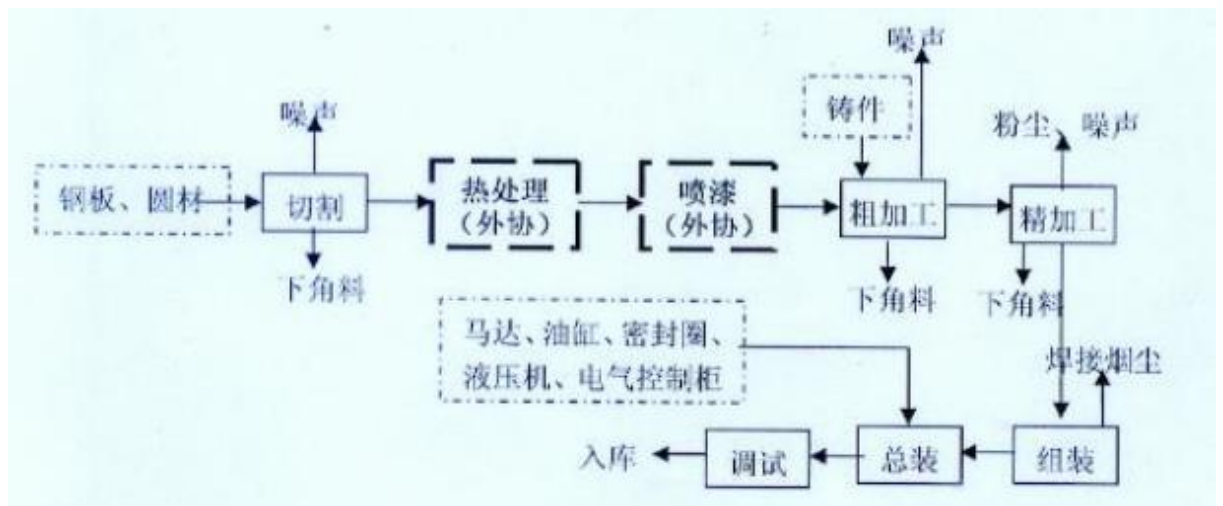 噪声
铸件
噪声
粉尘、噪声
钢板、圆材
切割
热处理
（外协）
喷漆
（外协）
粗加工
精加工
下角料
下角料
下角料
马达、油缸、密封圈、
液压机、电气控制柜
焊接烟尘
入库
调试
总装
组装